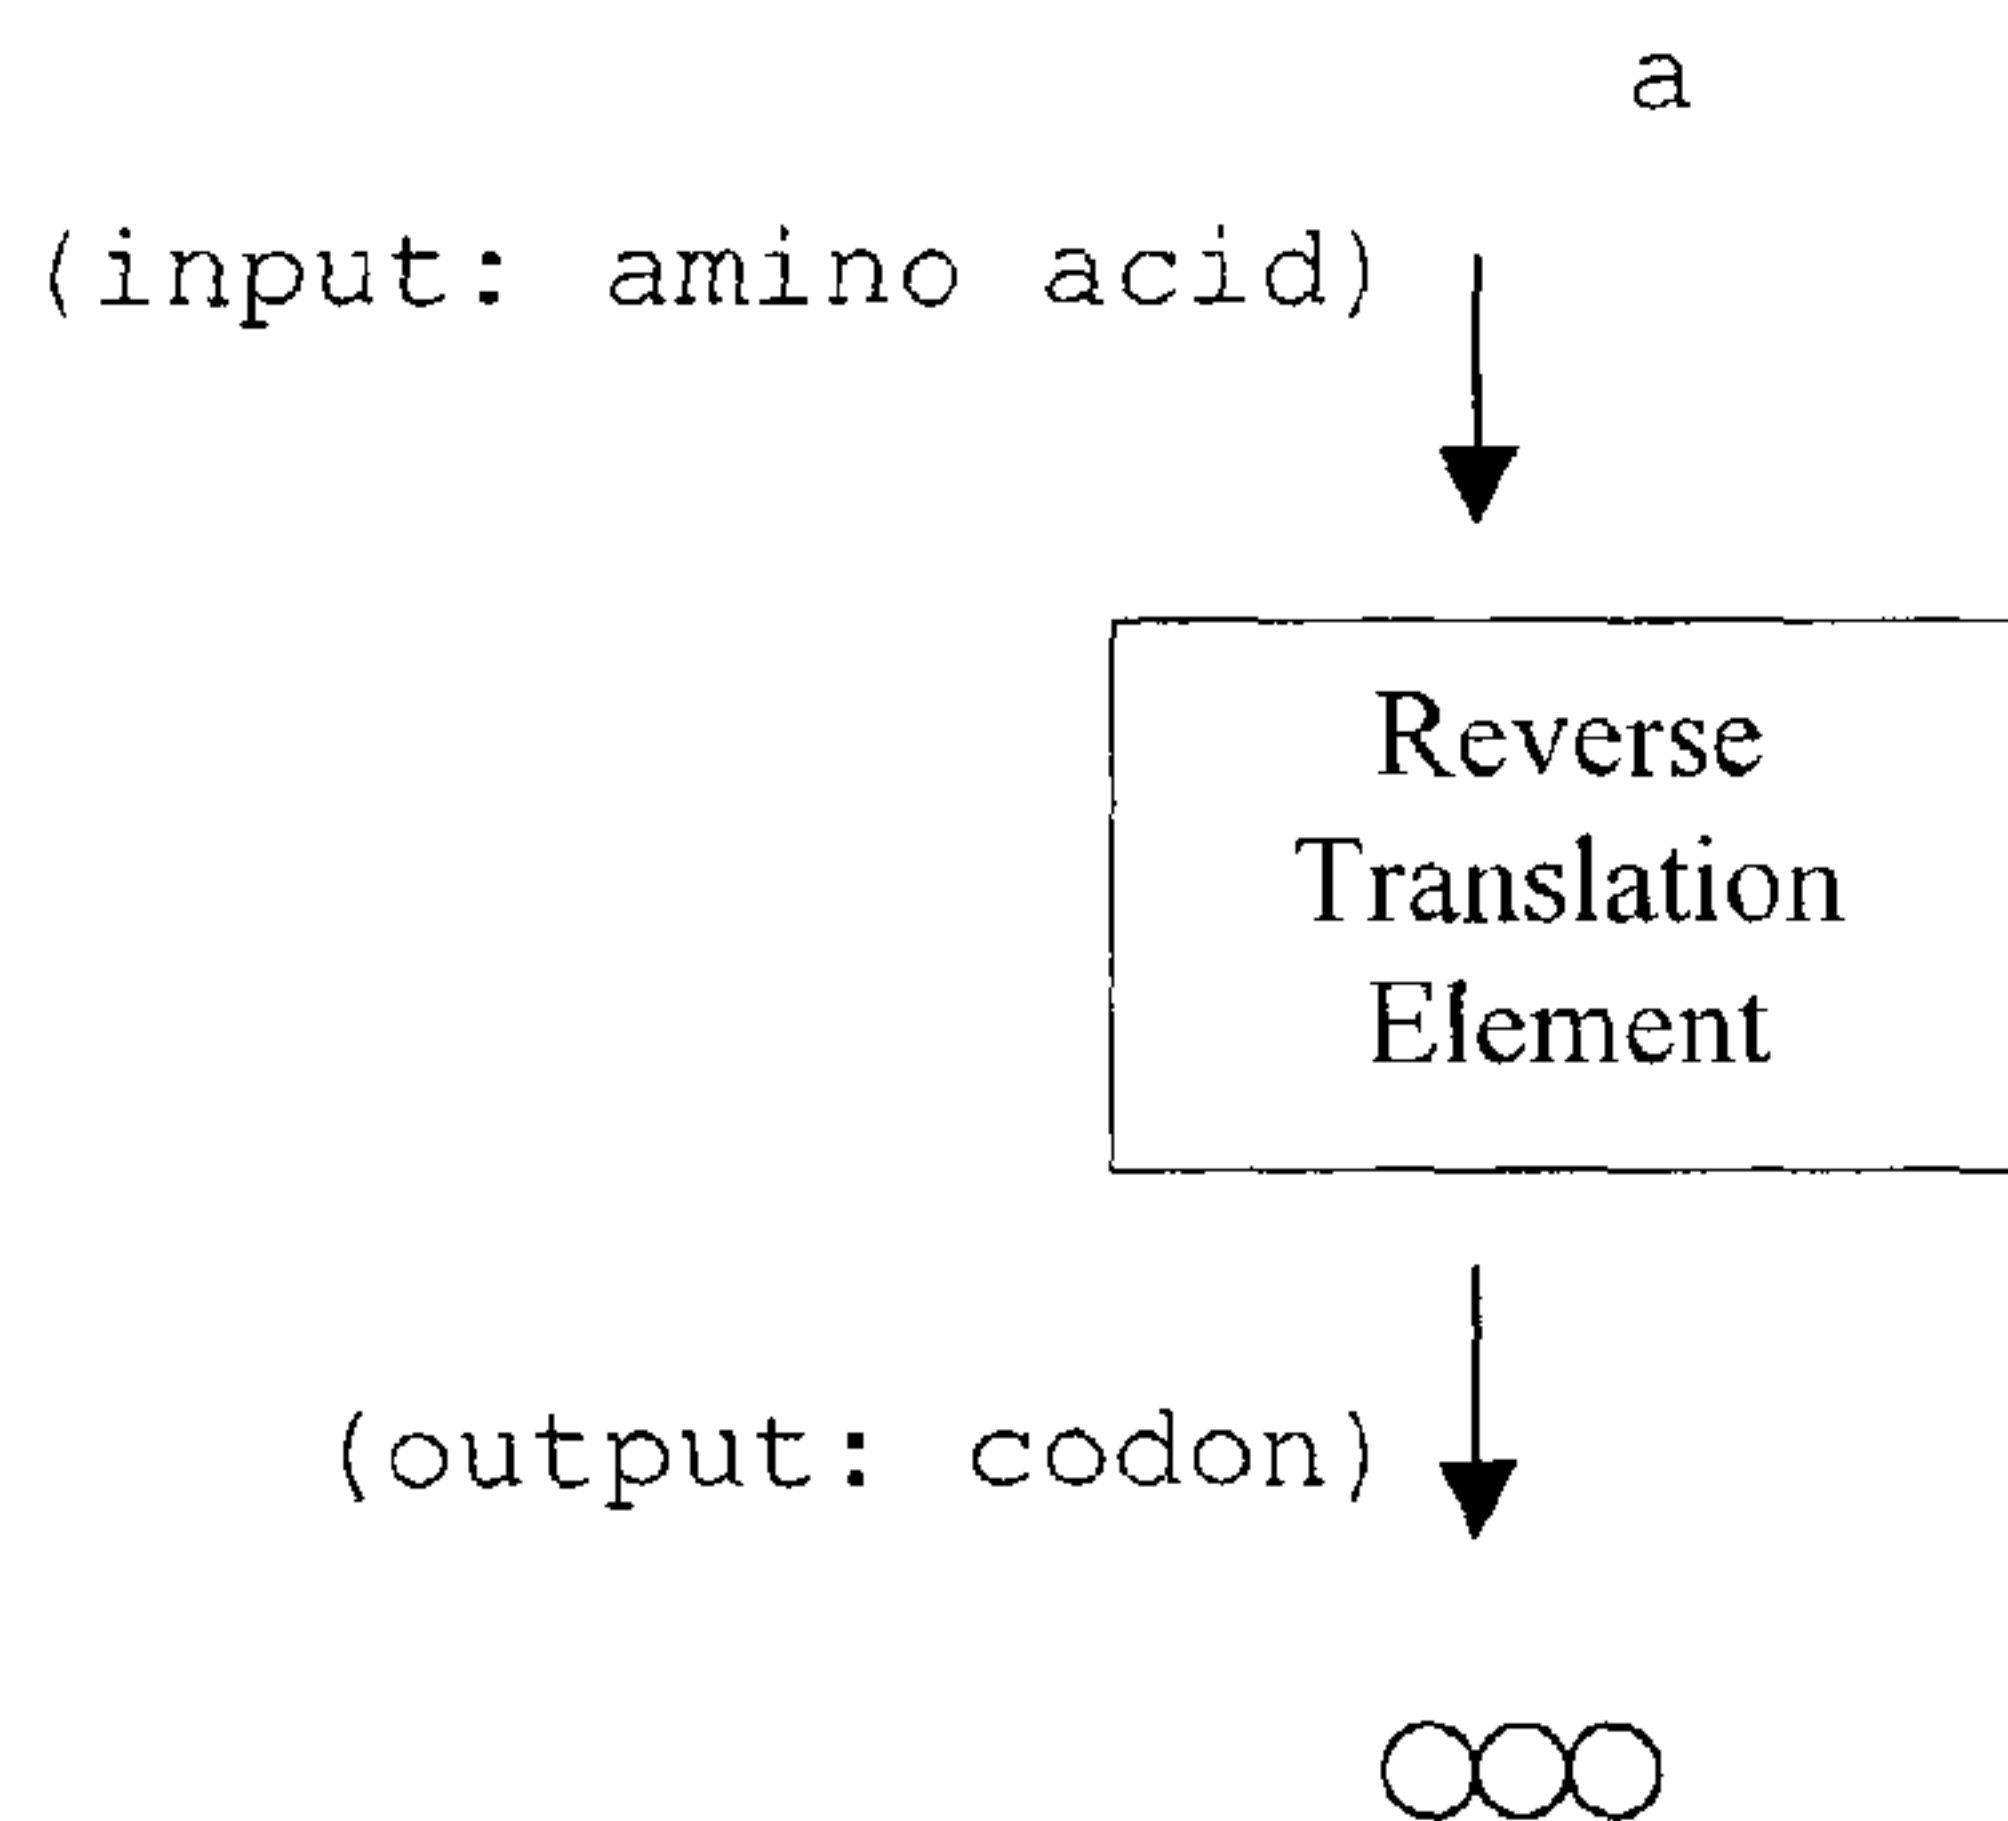 a
(input: amino acid)
Reverse
Translation
Element
(output: codon)